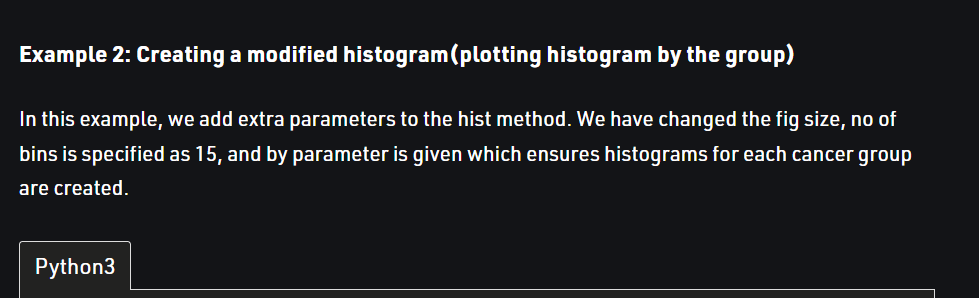 Example 2: Creating a modified histogram(plotting histogram by the group)
In this example, we add extra parameters to the hist method. We have changed the fig size, no of
bins is specified as 15, and by parameter is given which ensures histograms for each cancer group
are created.
Python3